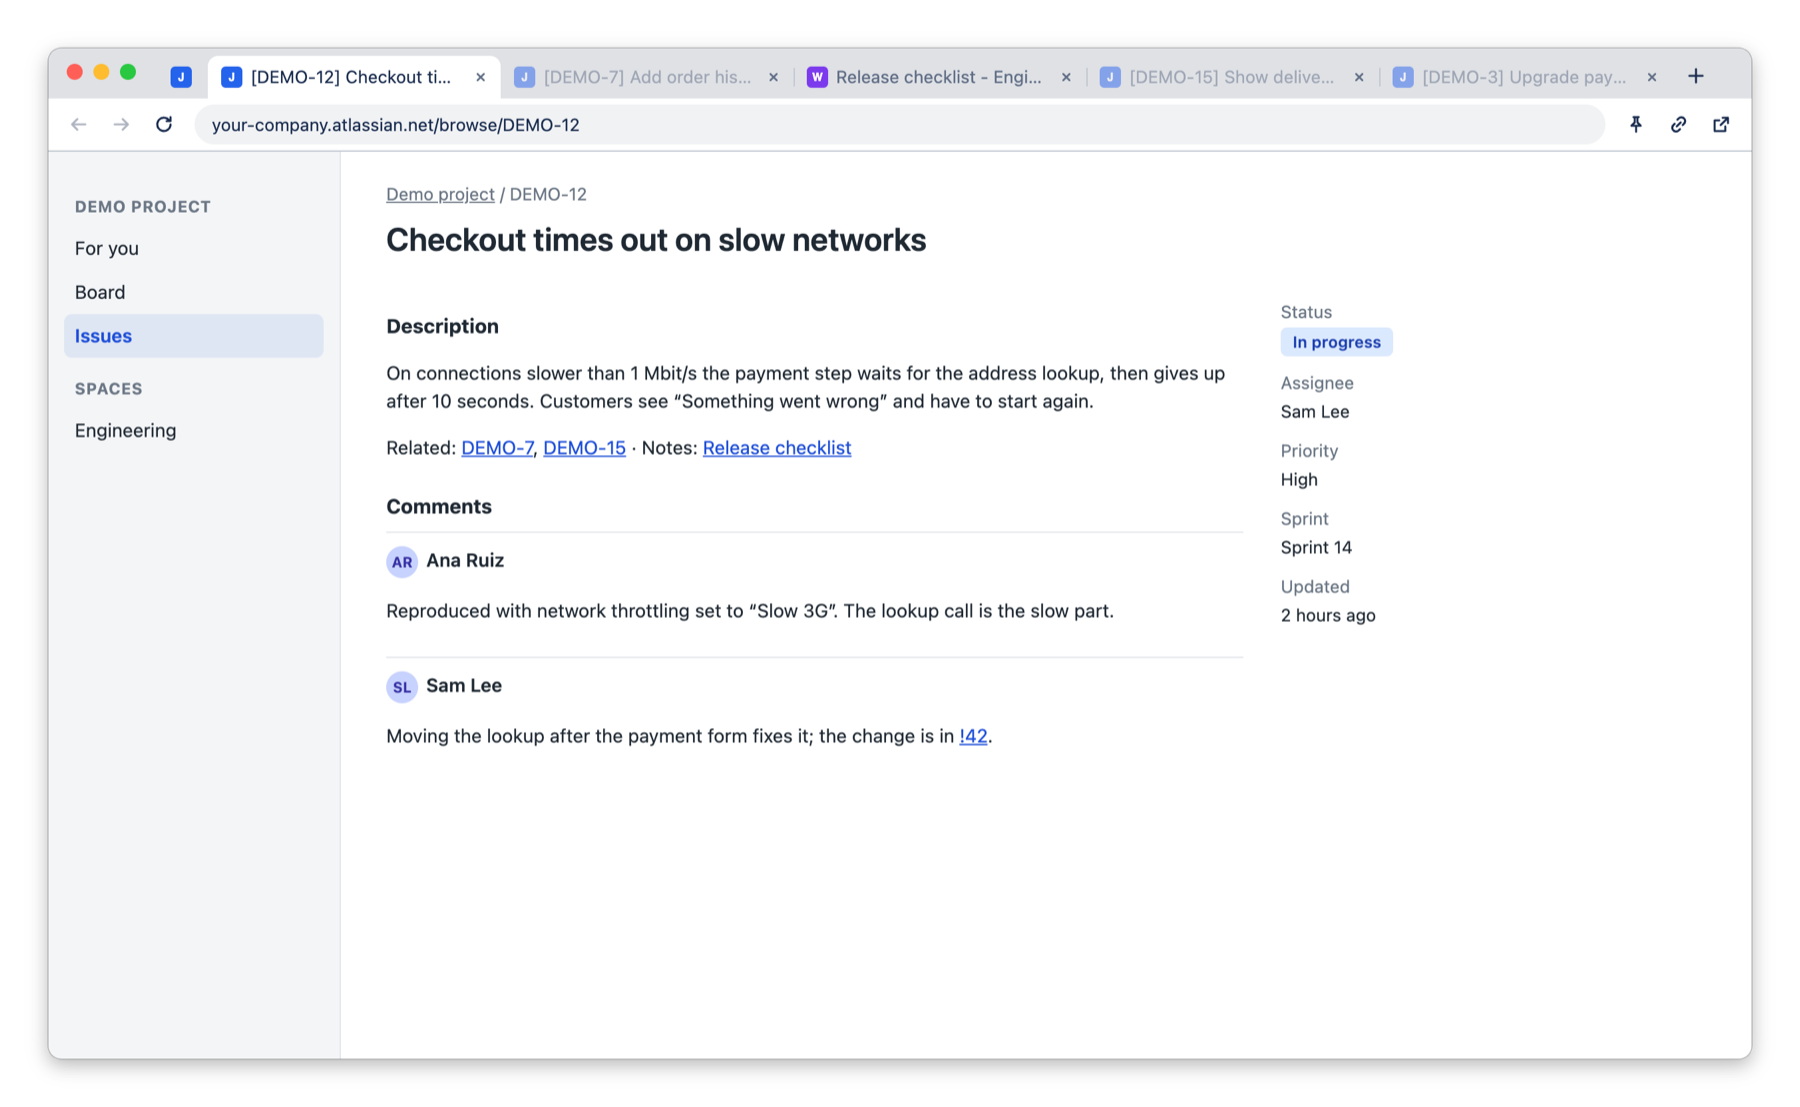 J
J [DEMO-12] Checkout ti...
J [DEMO-7] Add order his...
W Release checklist - Engi...
J [DEMO-15] Show delive...
J [DEMO-3] Upgrade pay...
your-company.atlassian.net/browse/DEMO-12
DEMO PROJECT
For you
Board
Issues
SPACES
Engineering
Demo project / DEMO-12
Checkout times out on slow networks
Description
On connections slower than 1 Mbit/s the payment step waits for the address lookup, then gives up
after 10 seconds. Customers see “Something went wrong” and have to start again.
Related: DEMO-7, DEMO-15 · Notes: Release checklist
Comments
AR Ana Ruiz
Reproduced with network throttling set to “Slow 3G”. The lookup call is the slow part.
SL Sam Lee
Moving the lookup after the payment form fixes it; the change is in !42.
Status
In progress
Assignee
Sam Lee
Priority
High
Sprint
Sprint 14
Updated
2 hours ago